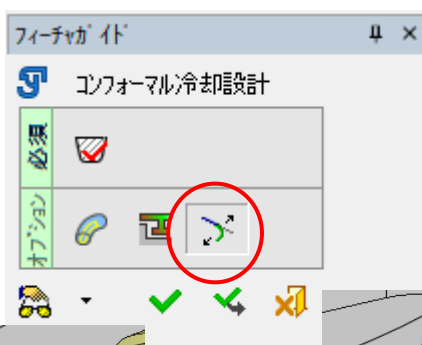 フィーチャガイド
コンフォーマル冷却設計
必須
オプション